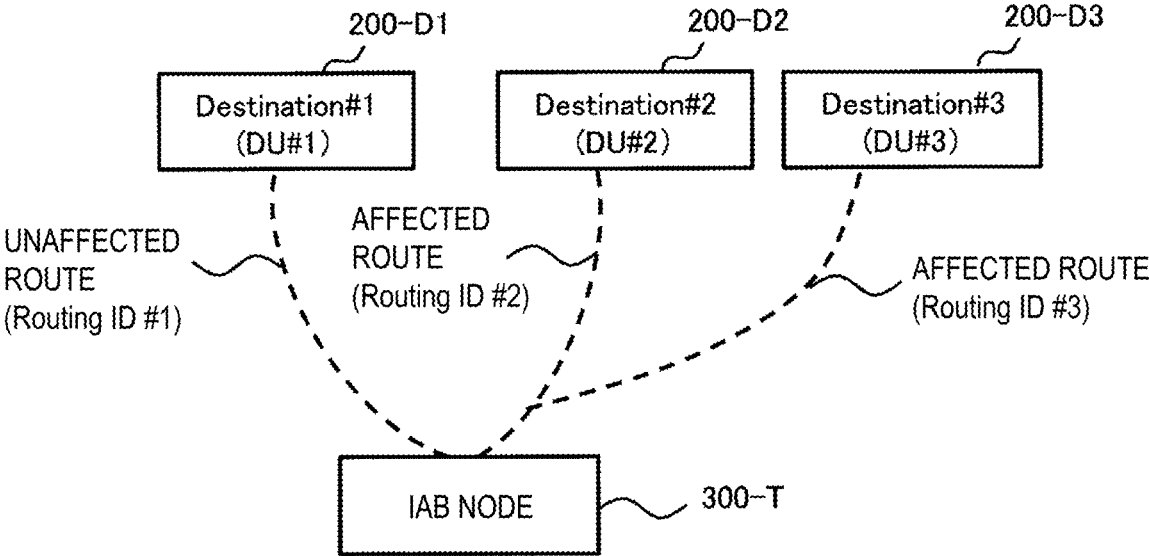 200-D1
200-D2
200-D3
Destination#1
(DU#1)
Destination#2
(DU#2)
Destination#3
(DU#3)
UNAFFECTED
ROUTE
(Routing ID #1)
AFFECTED
ROUTE
(Routing ID #2)
AFFECTED ROUTE
(Routing ID #3)
IAB NODE
300-T